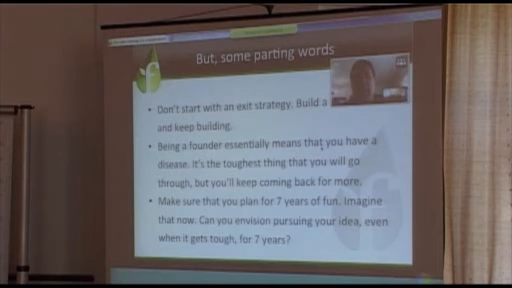 But, some parting words
• Don't start with an exit strategy. Build a
and keep building.
• Being a founder essentially means that you have a
disease. It's the toughest thing that you will go
through, but you'll keep coming back for more.
• Make sure that you plan for 7 years of fun. Imagine
that now. Can you envision pursuing your idea, even
when it gets tough, for 7 years?